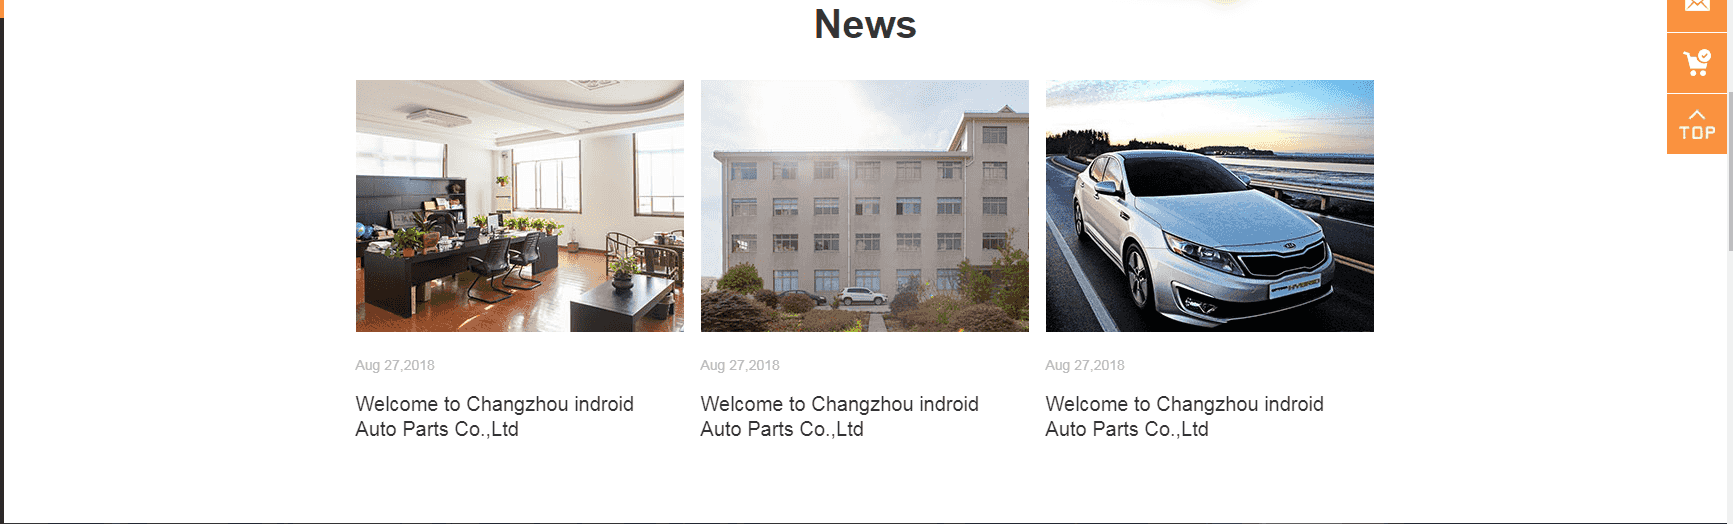 News
TOP
HYBRID
Aug 27,2018
Aug 27,2018
Aug 27,2018
Welcome to Changzhou indroid
Auto Parts Co.,Ltd
Welcome to Changzhou indroid
Auto Parts Co.,Ltd
Welcome to Changzhou indroid
Auto Parts Co.,Ltd